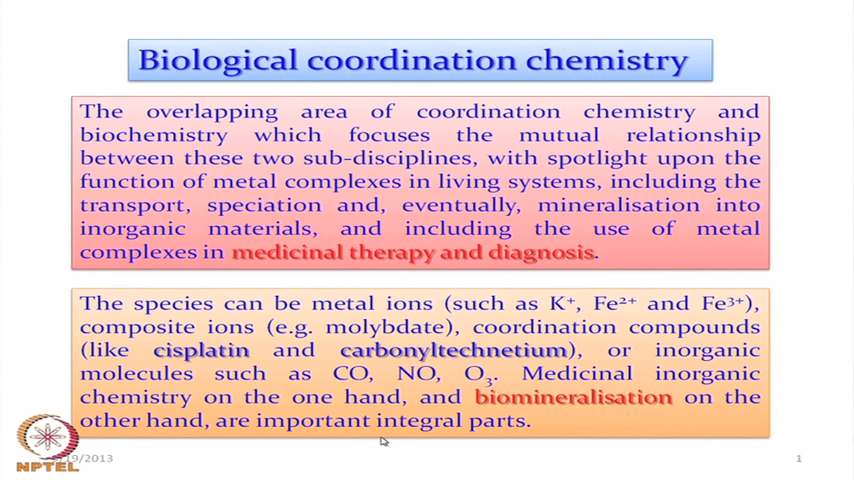 Biological coordination chemistry
The overlapping area of coordination chemistry and
biochemistry which focuses the mutual relationship
between these two sub-disciplines, with spotlight upon the
function of metal complexes in living systems, including the
transport, speciation and, eventually, mineralisation into
inorganic materials, and including the use of metal
complexes in medicinal therapy and diagnosis.
The species can be metal ions (such as K⁺, Fe²⁺ and Fe³⁺),
composite ions (e.g. molybdate), coordination compounds
(like cisplatin and carbonyltechnetium), or inorganic
molecules such as CO, NO, O₃. Medicinal inorganic
chemistry on the one hand, and biomineralisation on the
other hand, are important integral parts.
NPTEL
1